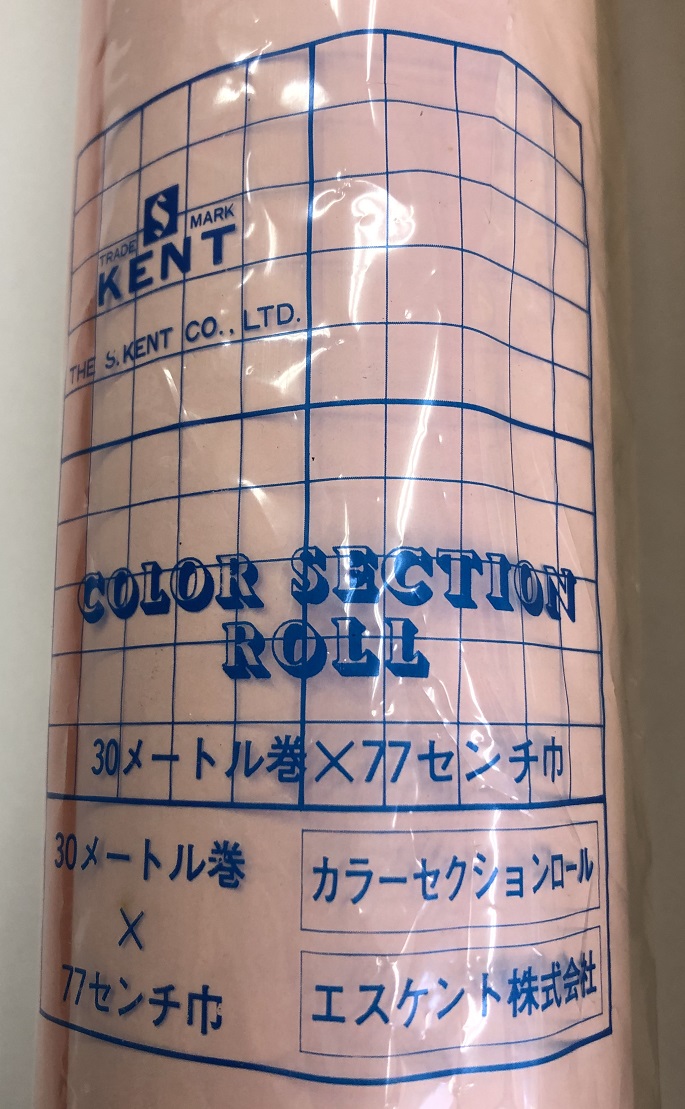 S
TRADE MARK
KENT
THE S.KENT CO., LTD.
COLOR SECTION
ROLL
30メートル巻×77センチ巾
30メートル巻
×
77センチ巾
カラーセクションロール
エスケント株式会社